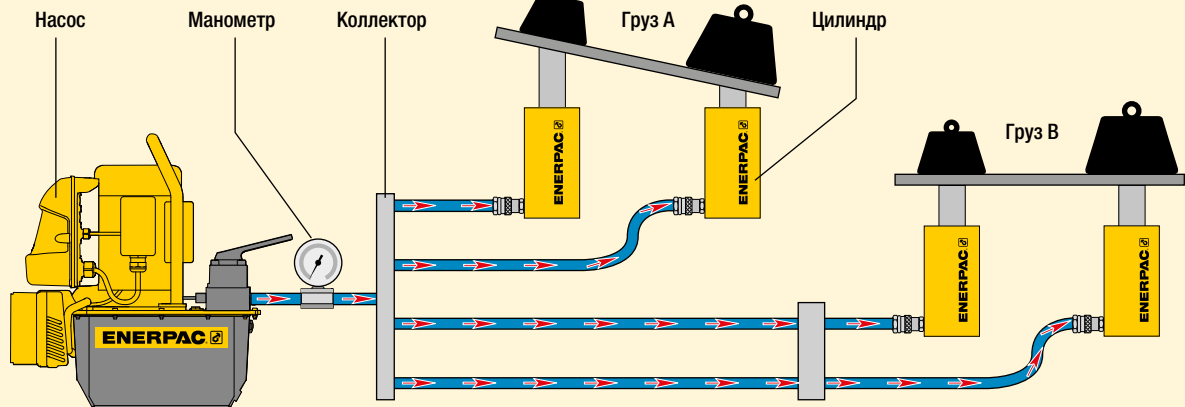 Насос
Манометр
Коллектор
Груз A
Цилиндр
Груз B
ENERPAC
ENERPAC
ENERPAC
ENERPAC
ENERPAC